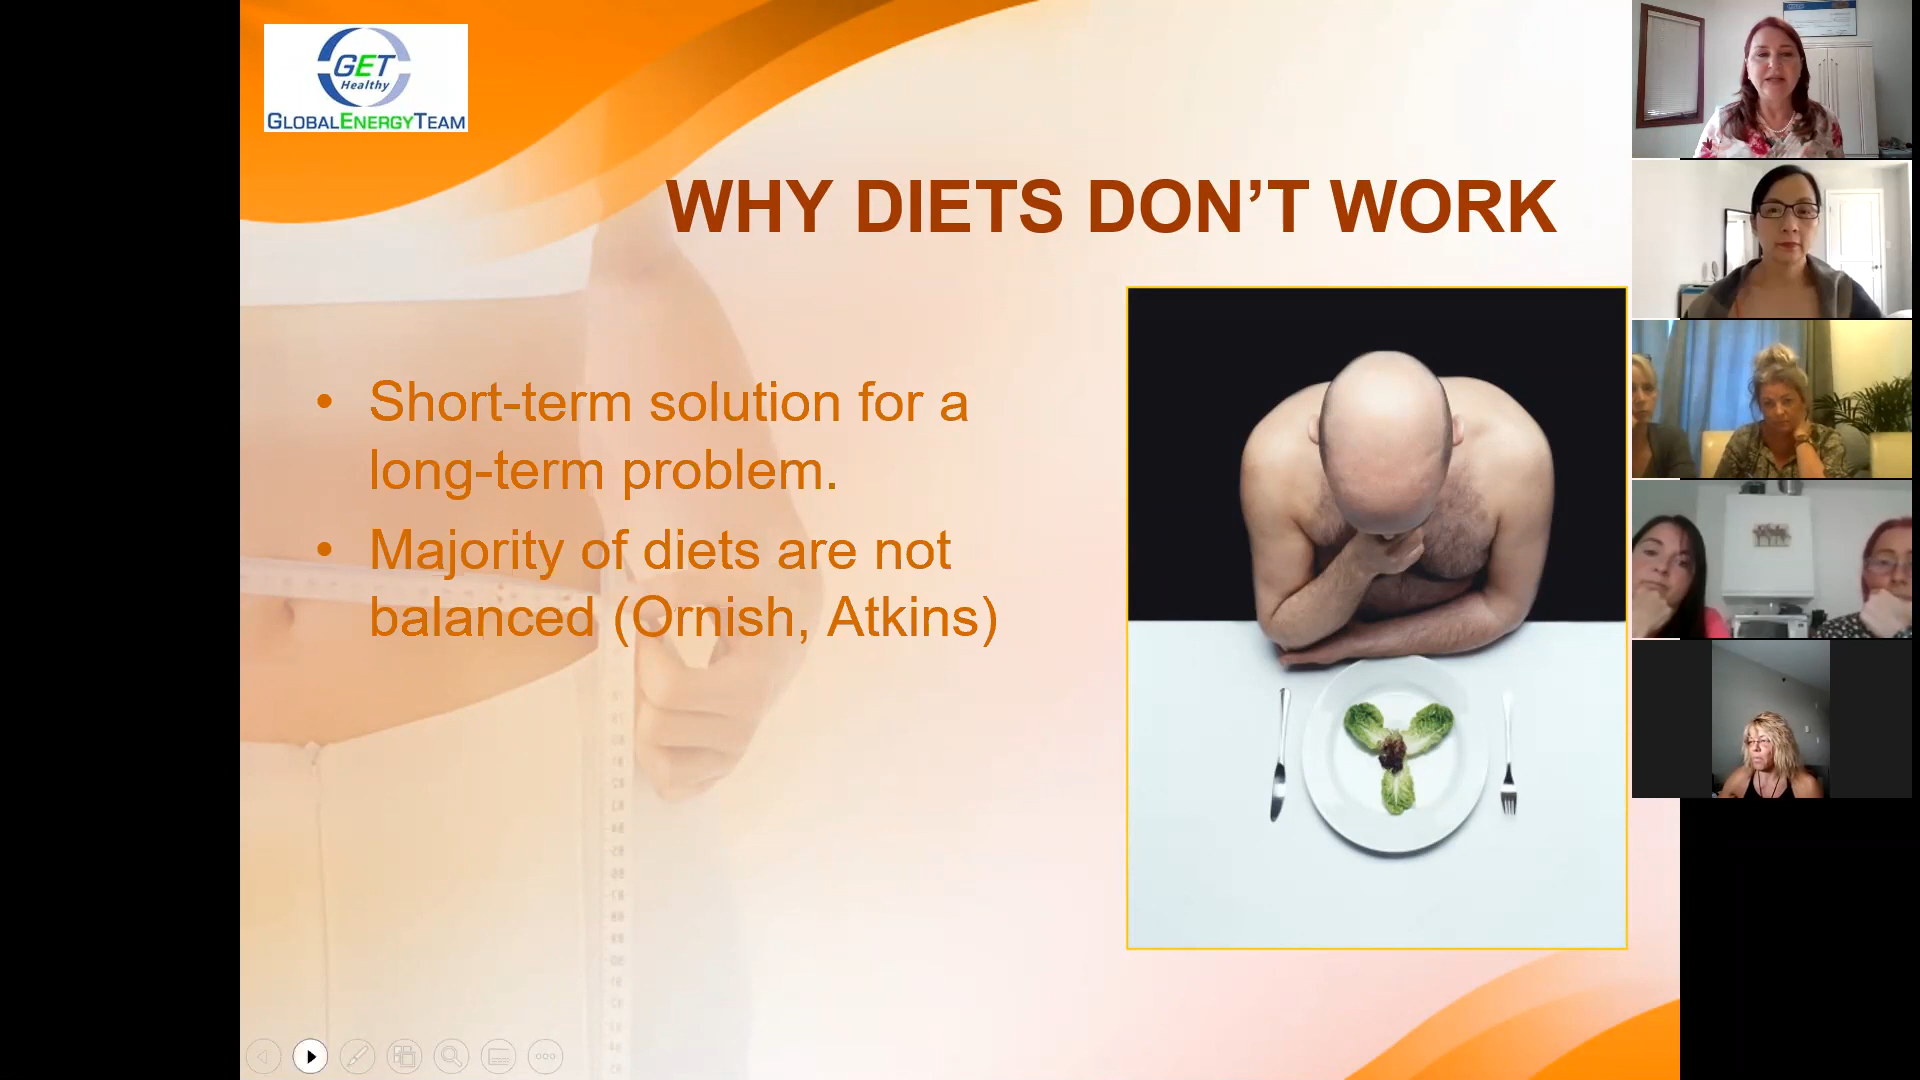 GET
Healthy
GLOBALENERGYTEAM
WHY DIETS DON’T WORK
• Short-term solution for a
long-term problem.
• Majority of diets are not
balanced (Ornish, Atkins)